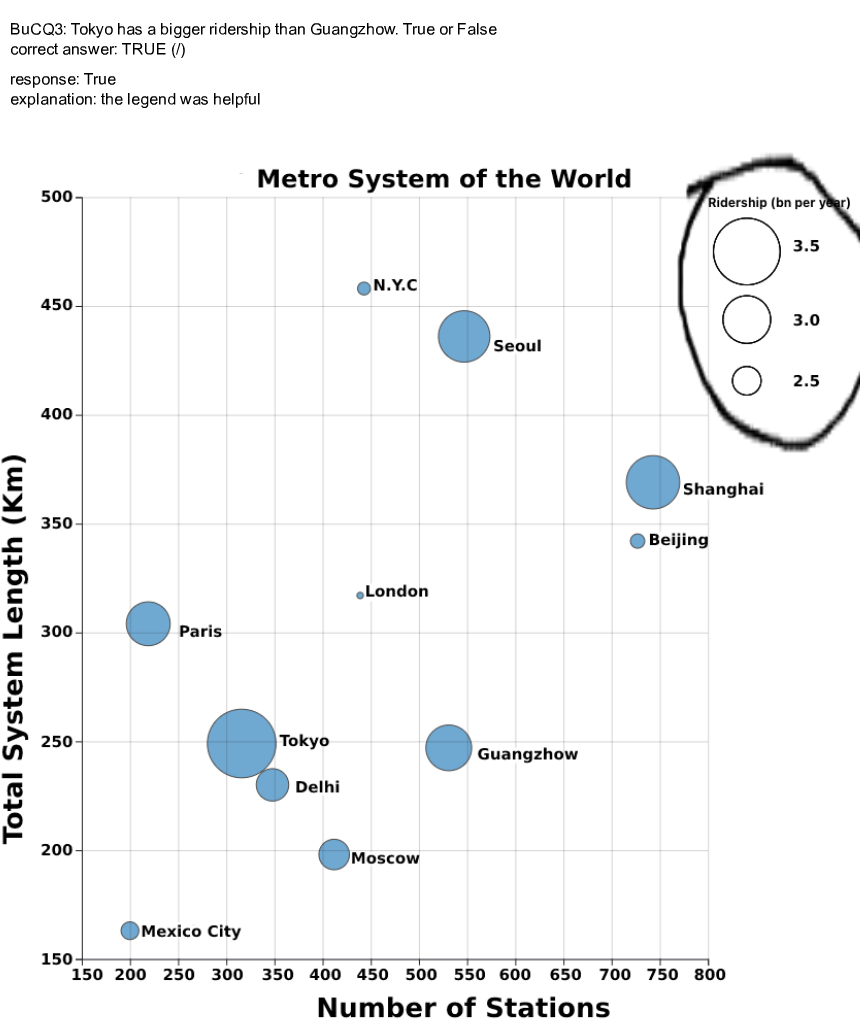 BuCQ3: Tokyo has a bigger ridership than Guangzhow. True or False
correct answer: TRUE (/)
response: True
explanation: the legend was helpful
Metro System of the World
Ridership (bn per year)
3.5
3.0
2.5
500
450
400
350
300
250
200
150
Total System Length (Km)
N.Y.C
Seoul
Shanghai
Beijing
London
Paris
Tokyo
Guangzhow
Delhi
Moscow
Mexico City
150 200 250 300 350 400 450 500 550 600 650 700 750 800
Number of Stations